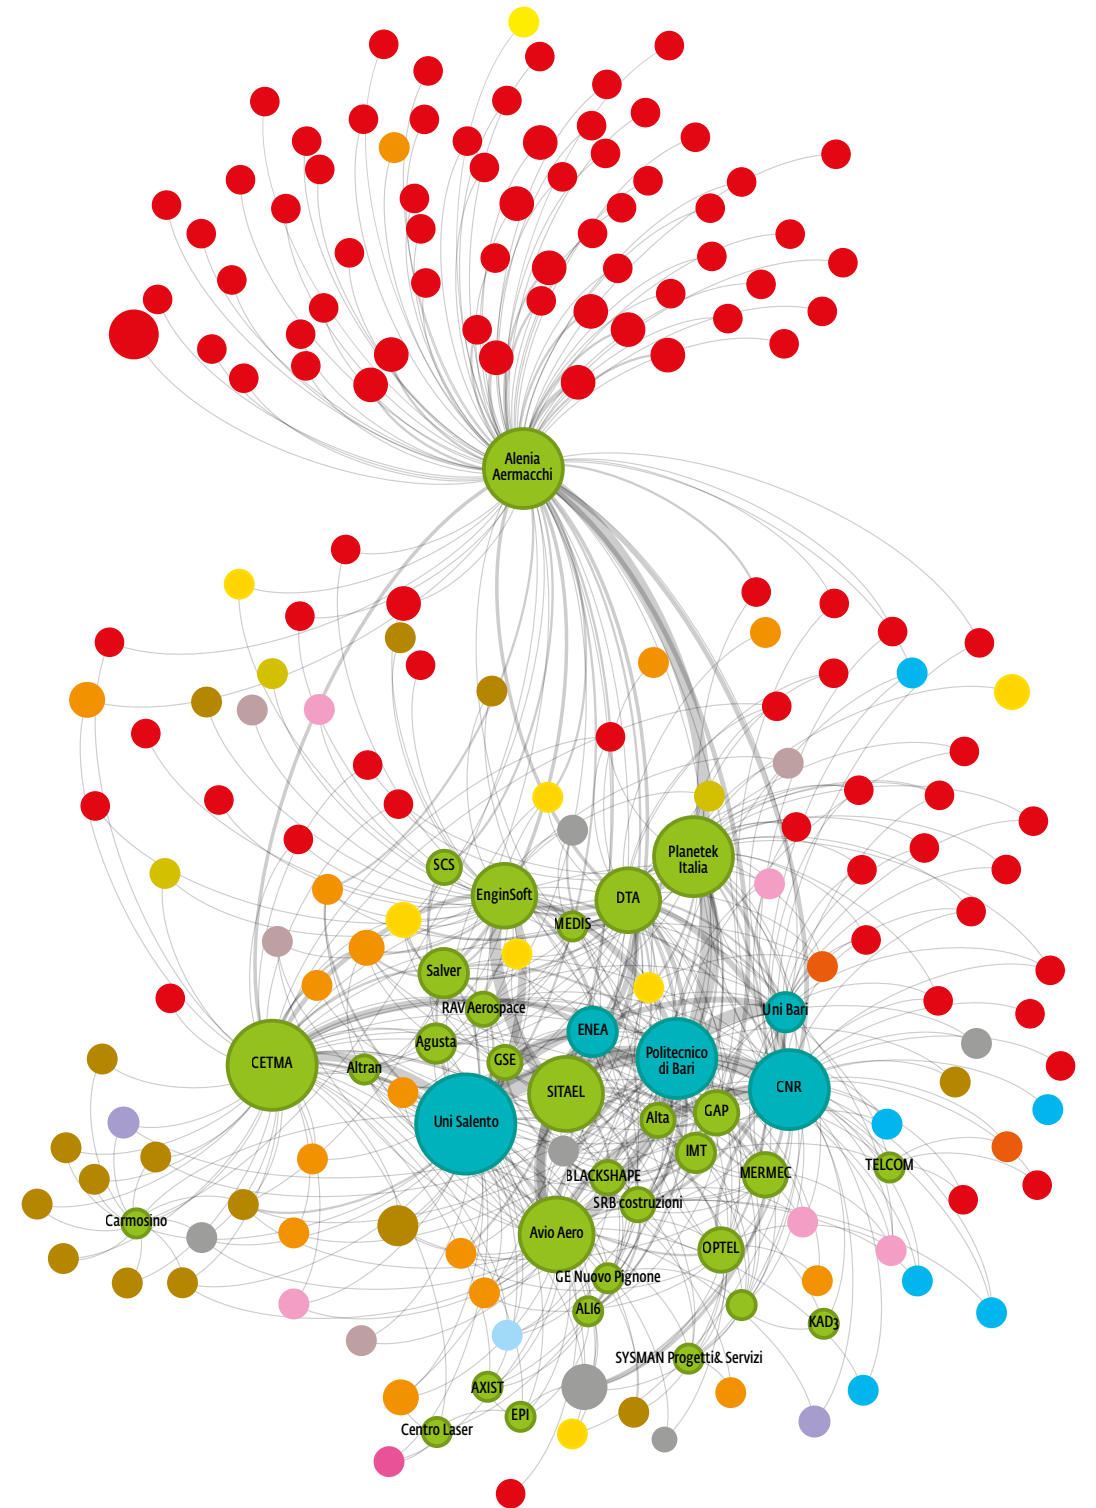 Alenia
Aermacchi
Planetek
Italia
SCS
EnginSoft
DTA
MEDIS
Salver
RAV Aerospace
Uni Bari
ENEA
Agusta
Politecnico
di Bari
CETMA
Altran
GSE
SITAEL
CNR
Uni Salento
Alta
GAP
IMT
BLACKSHAPE
MERMEC
TELCOM
SRB costruzioni
Carmosino
Avio Aero
OPTEL
GE Nuovo Pignone
ALI6
KAD3
SYSMAN Progetti& Servizi
AXIST
EPI
Centro Laser